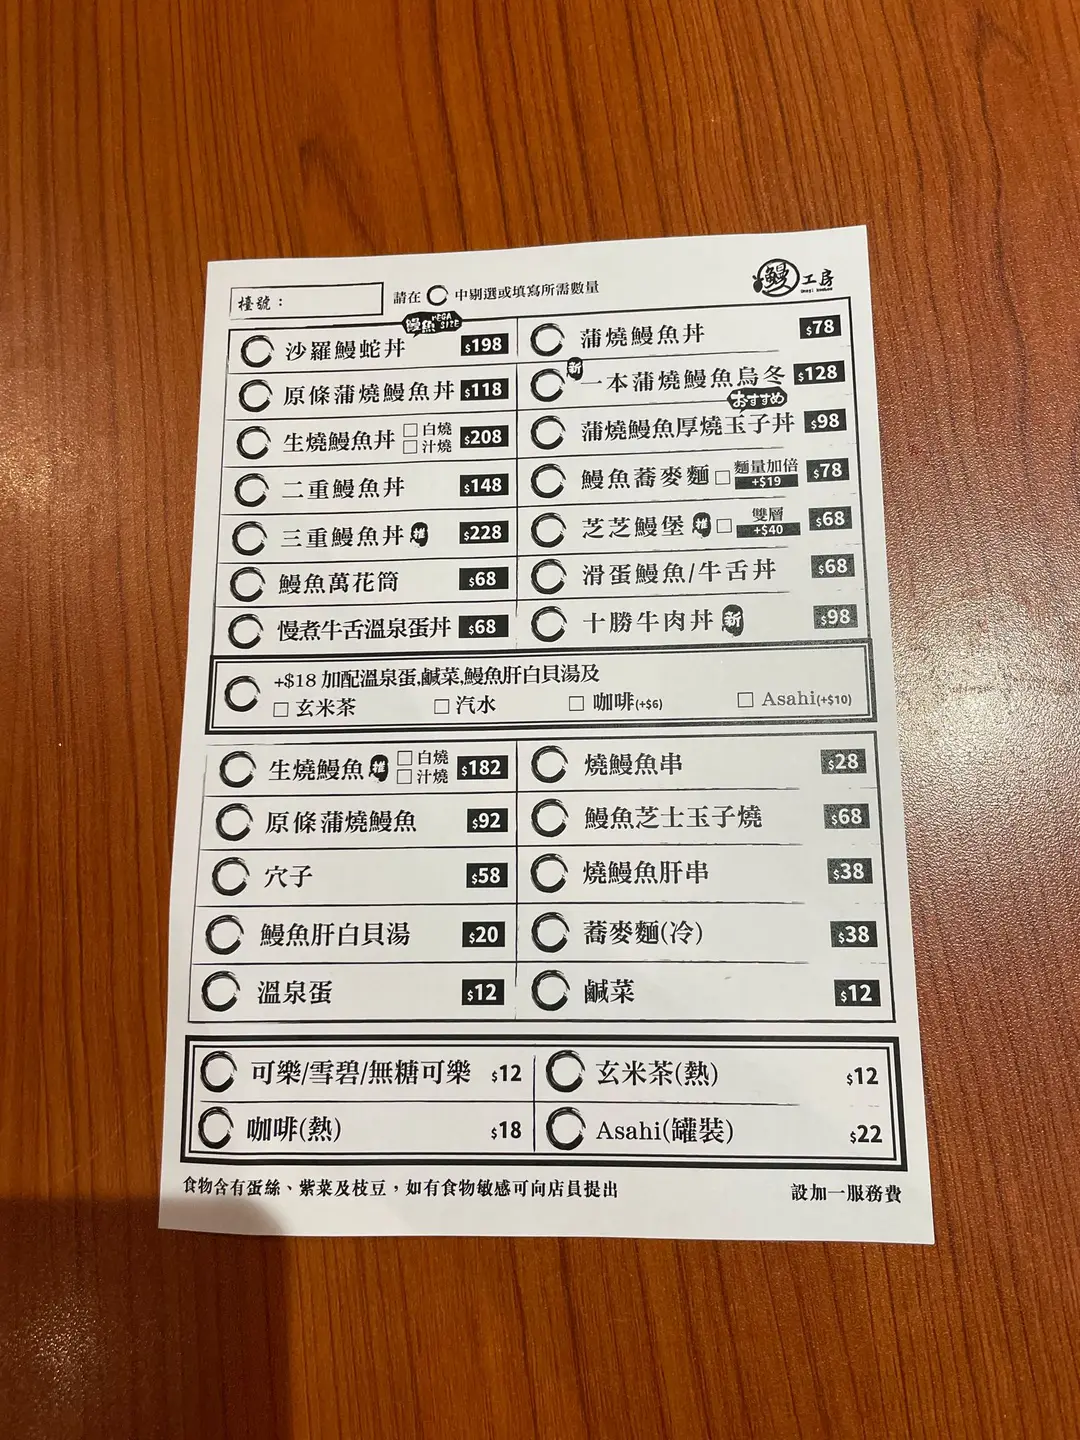 檯號：
請在 中剔選或填寫所需數量
鰻工房
鰻魚 MEGA SIZE
沙羅鰻蛇丼 $198
蒲燒鰻魚丼 $78
原條蒲燒鰻魚丼 $118
新 一本蒲燒鰻魚烏冬 $128
おすすめ
生燒鰻魚丼 白燒 汁燒 $208
蒲燒鰻魚厚燒玉子丼 $98
二重鰻魚丼 $148
鰻魚蕎麥麵 麵量加倍 +$19 $78
三重鰻魚丼 推 $228
芝芝鰻堡 推 雙層 +$40 $68
鰻魚萬花筒 $68
滑蛋鰻魚/牛舌丼 $68
慢煮牛舌溫泉蛋丼 $68
十勝牛肉丼 新 $98
+$18 加配溫泉蛋,鹹菜,鰻魚肝白貝湯及
玄米茶 汽水 咖啡(+$6) Asahi(+$10)
生燒鰻魚 推 白燒 汁燒 $182
燒鰻魚串 $28
原條蒲燒鰻魚 $92
鰻魚芝士玉子燒 $68
穴子 $58
燒鰻魚肝串 $38
鰻魚肝白貝湯 $20
蕎麥麵(冷) $38
溫泉蛋 $12
鹹菜 $12
可樂/雪碧/無糖可樂 $12
玄米茶(熱) $12
咖啡(熱) $18
Asahi(罐裝) $22
食物含有蛋絲、紫菜及枝豆，如有食物敏感可向店員提出
設加一服務費